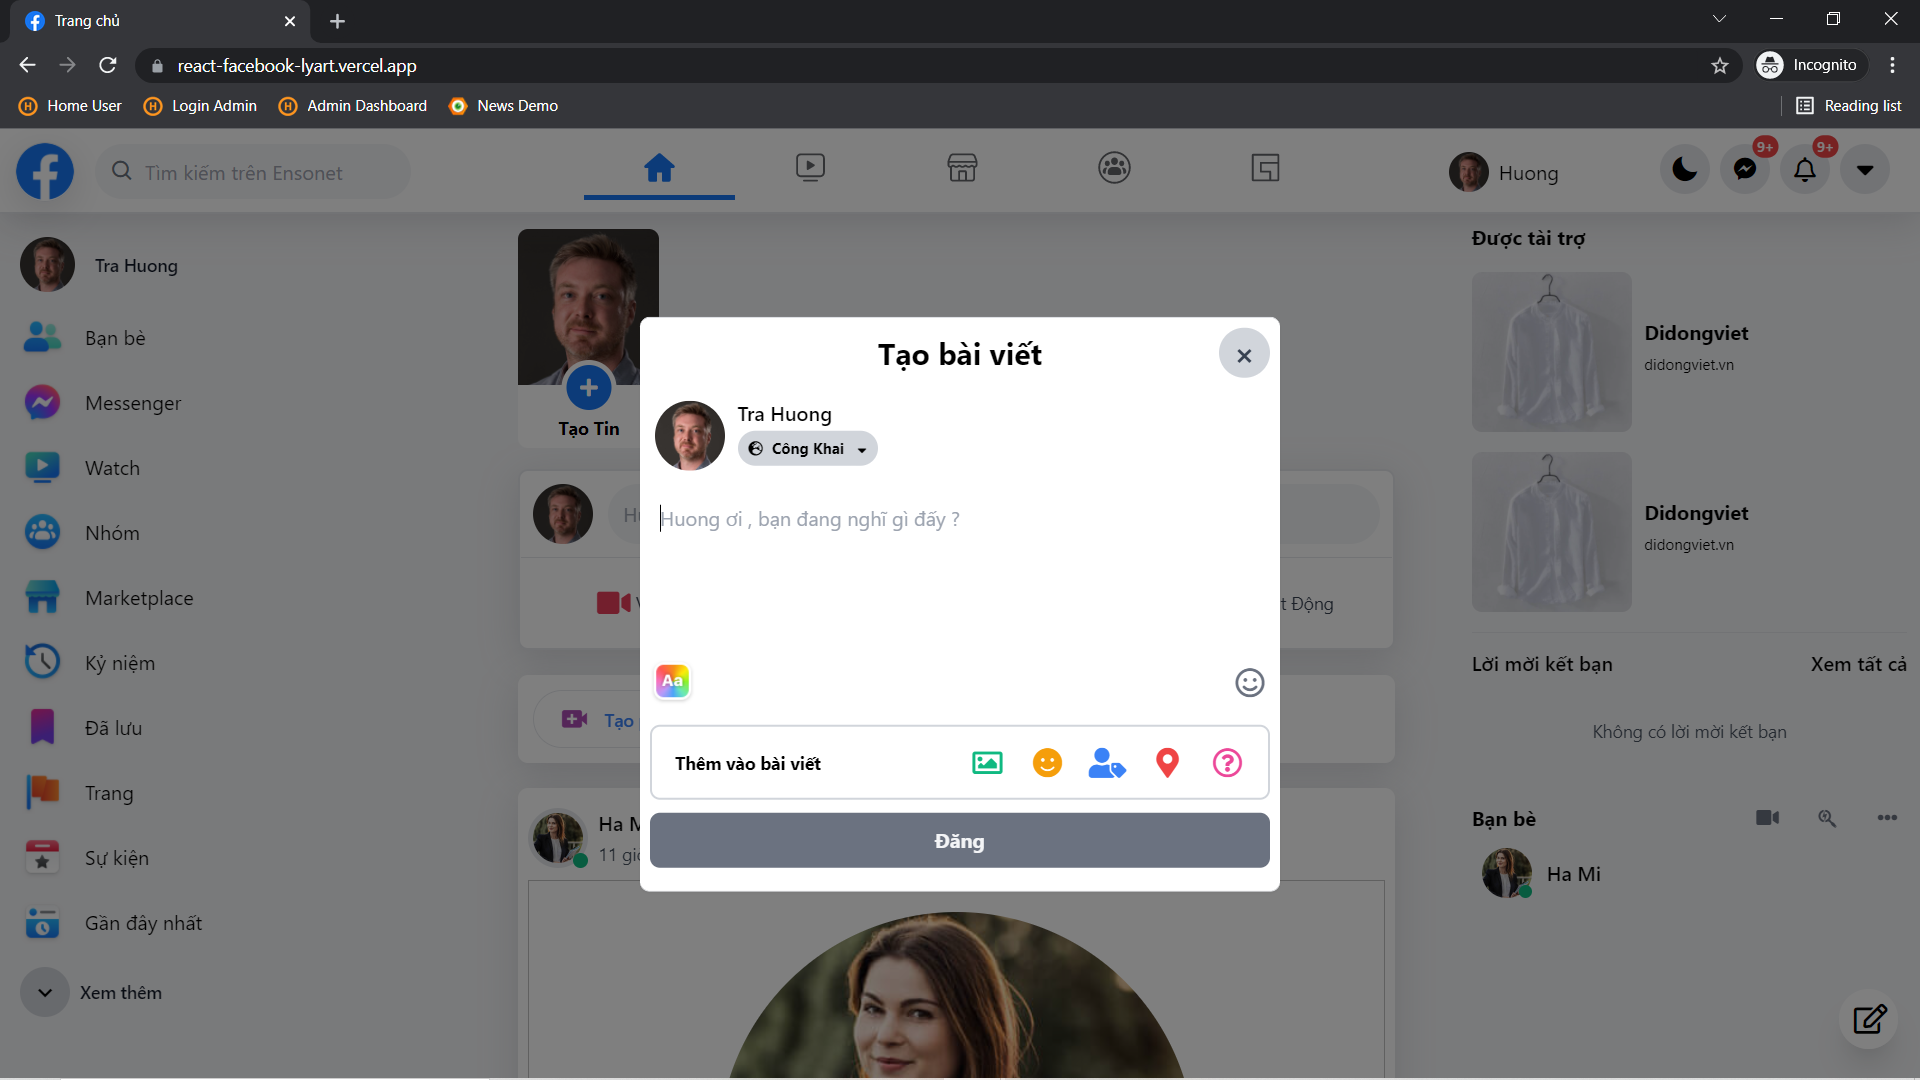 Trang chủ
react-facebook-lyart.vercel.app
Incognito
Home User
Login Admin
Admin Dashboard
News Demo
Reading list
Tìm kiếm trên Ensonet
Huong
9+
9+
Tra Huong
Bạn bè
Messenger
Watch
Nhóm
Marketplace
Kỷ niệm
Đã lưu
Trang
Sự kiện
Gần đây nhất
Xem thêm
Tạo Tin
t Động
Tạo
Ha
11
Tạo bài viết
Tra Huong
Công Khai
Huong ơi , bạn đang nghĩ gì đấy ?
Aa
Thêm vào bài viết
Đăng
Được tài trợ
Didongviet
didongviet.vn
Didongviet
didongviet.vn
Lời mời kết bạn
Xem tất cả
Không có lời mời kết bạn
Bạn bè
Ha Mi